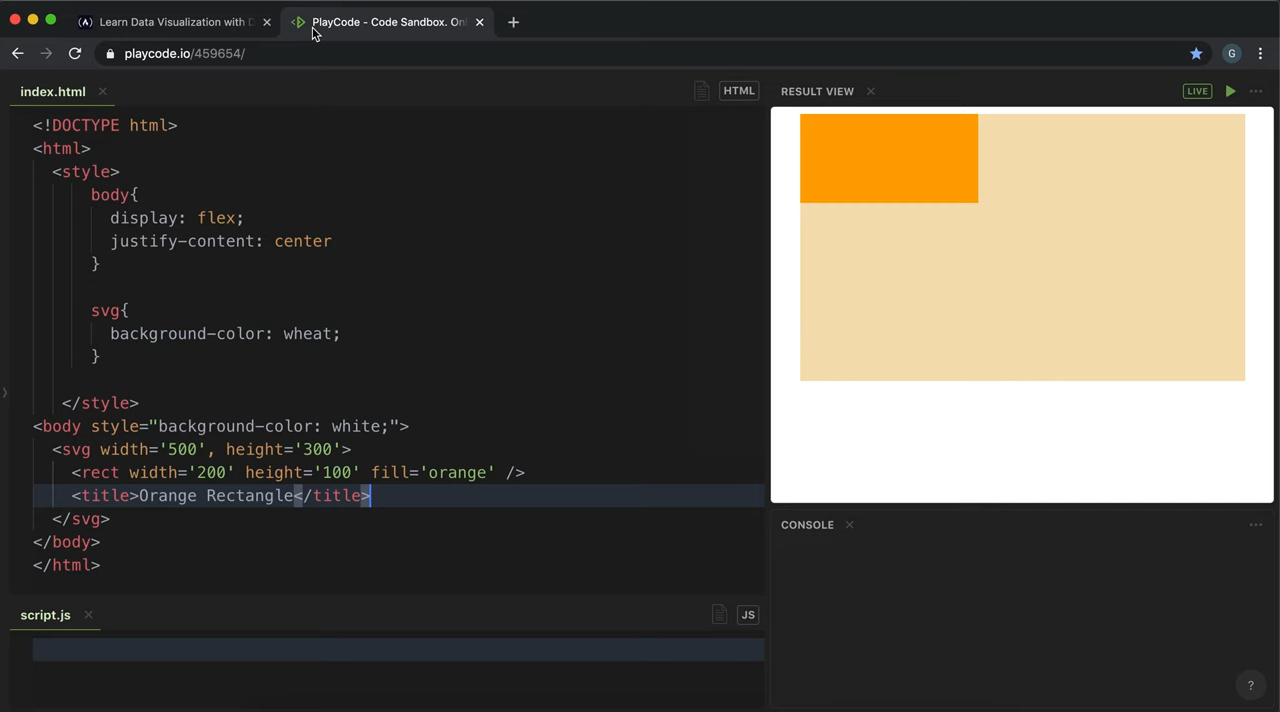 Learn Data Visualization with D
PlayCode - Code Sandbox. Onl
playcode.io/459654/
G
index.html
HTML
<!DOCTYPE html>
<html>
<style>
body{
display: flex;
justify-content: center
}
svg{
background-color: wheat;
}
</style>
<body style="background-color: white;">
<svg width='500', height='300'>
<rect width='200' height='100' fill='orange' />
<title>Orange Rectangle</title>
</svg>
</body>
</html>
script.js
JS
RESULT VIEW
LIVE
CONSOLE
?